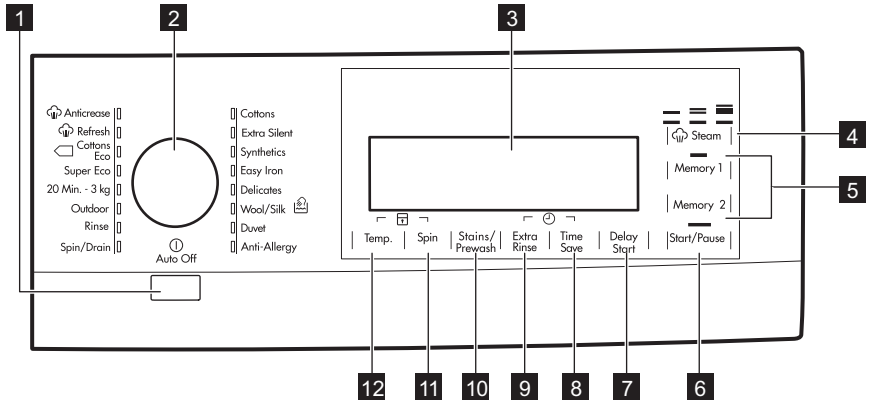 1
2
3
Anticrease
Refresh
Cottons
Eco
Super Eco
20 Min. - 3 kg
Outdoor
Rinse
Spin/Drain
Auto Off
Cottons
Extra Silent
Synthetics
Easy Iron
Delicates
Wool/Silk
Duvet
Anti-Allergy
Steam
4
Memory 1
5
Memory 2
Temp.
Spin
Stains/
Prewash
Extra
Rinse
Time
Save
Delay
Start
Start/Pause
12
11
10
9
8
7
6